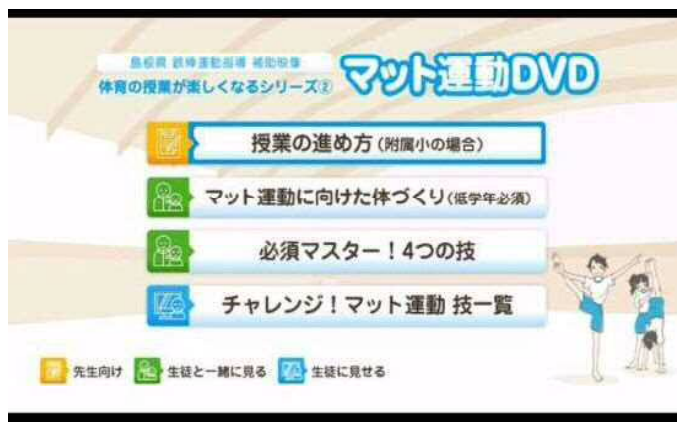 島根県 鉄棒運動指導 補助映像
体育の授業が楽しくなるシリーズ②
マット運動DVD
授業の進め方(附属小の場合)
マット運動に向けた体づくり(低学年必須)
必須マスター!4つの技
チャレンジ!マット運動 技一覧
先生向け
生徒と一緒に見る
生徒に見せる